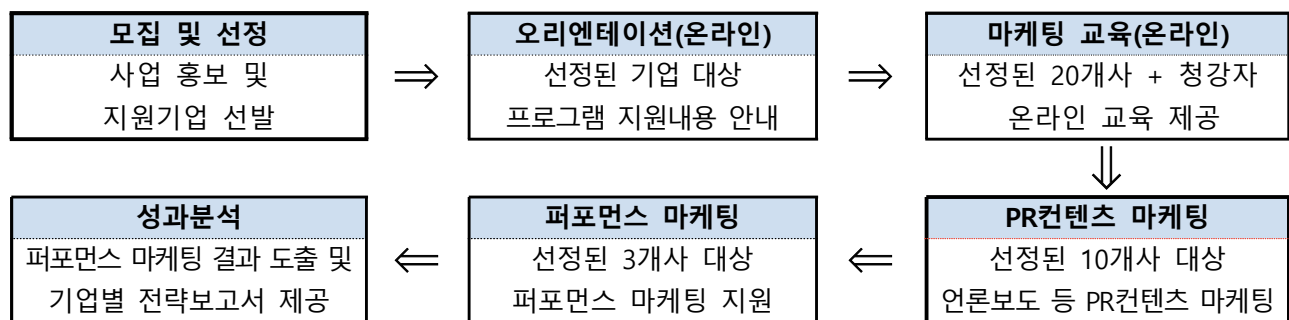 모집 및 선정
사업 홍보 및
지원기업 선발
⇒
오리엔테이션(온라인)
선정된 기업 대상
프로그램 지원내용 안내
⇒
마케팅 교육(온라인)
선정된 20개사 + 청강자
온라인 교육 제공
⇓
PR컨텐츠 마케팅
선정된 10개사 대상
언론보도 등 PR컨텐츠 마케팅
⇐
퍼포먼스 마케팅
선정된 3개사 대상
퍼포먼스 마케팅 지원
⇐
성과분석
퍼포먼스 마케팅 결과 도출 및
기업별 전략보고서 제공